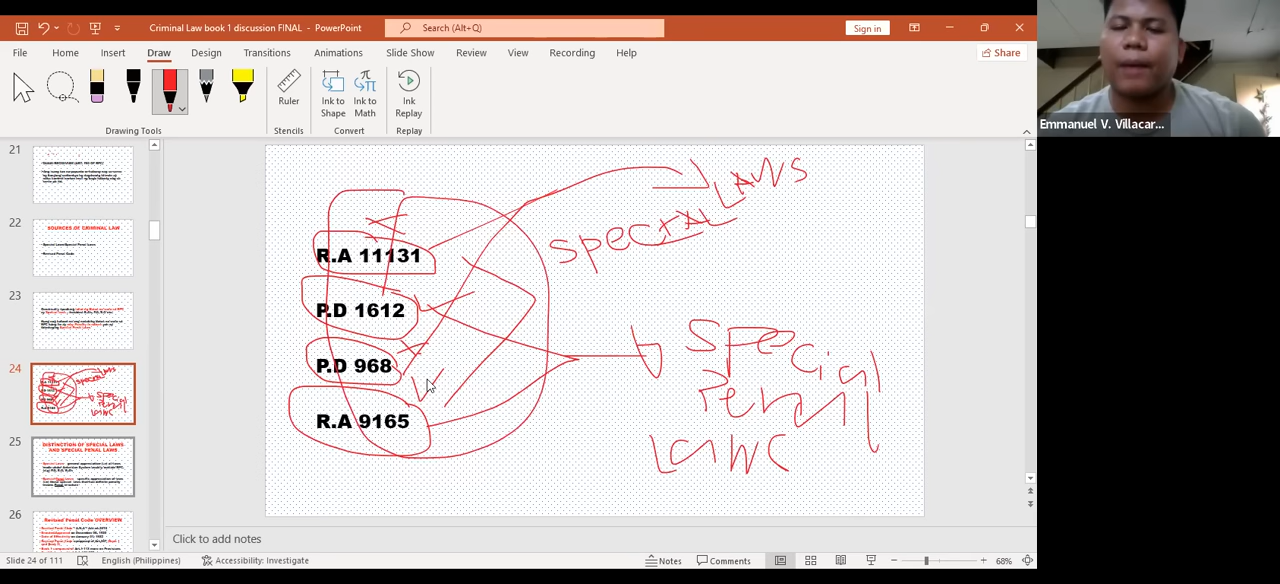 Criminal Law book 1 discussion FINAL - PowerPoint
Search (Alt+Q)
Sign in
File Home Insert Draw Design Transitions Animations Slide Show Review View Recording Help
Share
Ruler
Ink to Shape
Ink to Math
Ink Replay
Drawing Tools
Stencils
Convert
Replay
Emmanuel V. Villacar...
21
22
SOURCES OF CRIMINAL LAW
23
24
25
DISTINCTION OF SPECIAL LAWS
AND SPECIAL PENAL LAWS
26
Revised Penal Code OVERVIEW
R.A 11131
P.D 1612
P.D 968
R.A 9165
SPECIAL LAWS
Special
Penal
Laws
Click to add notes
Slide 24 of 111
English (Philippines)
Accessibility: Investigate
Notes
Comments
68%